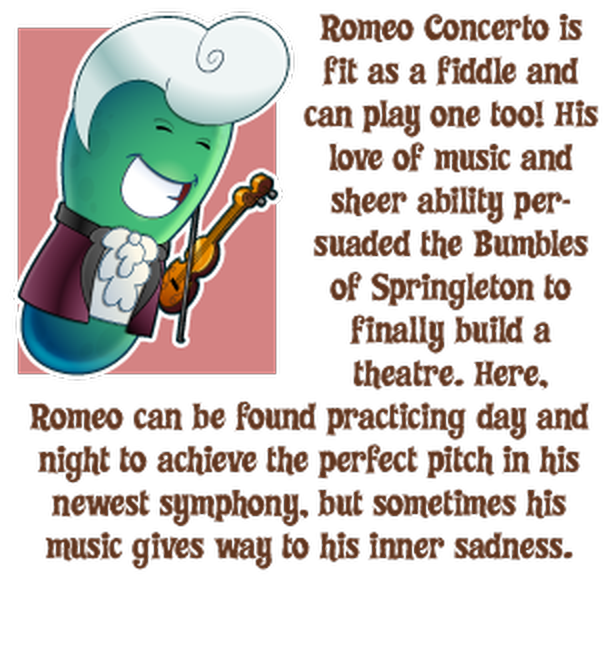 Romeo Concerto is
fit as a fiddle and
can play one too! His
love of music and
sheer ability per-
suaded the Bumbles
of Springleton to
finally build a
theatre. Here,
Romeo can be found practicing day and
night to achieve the perfect pitch in his
newest symphony, but sometimes his
music gives way to his inner sadness.